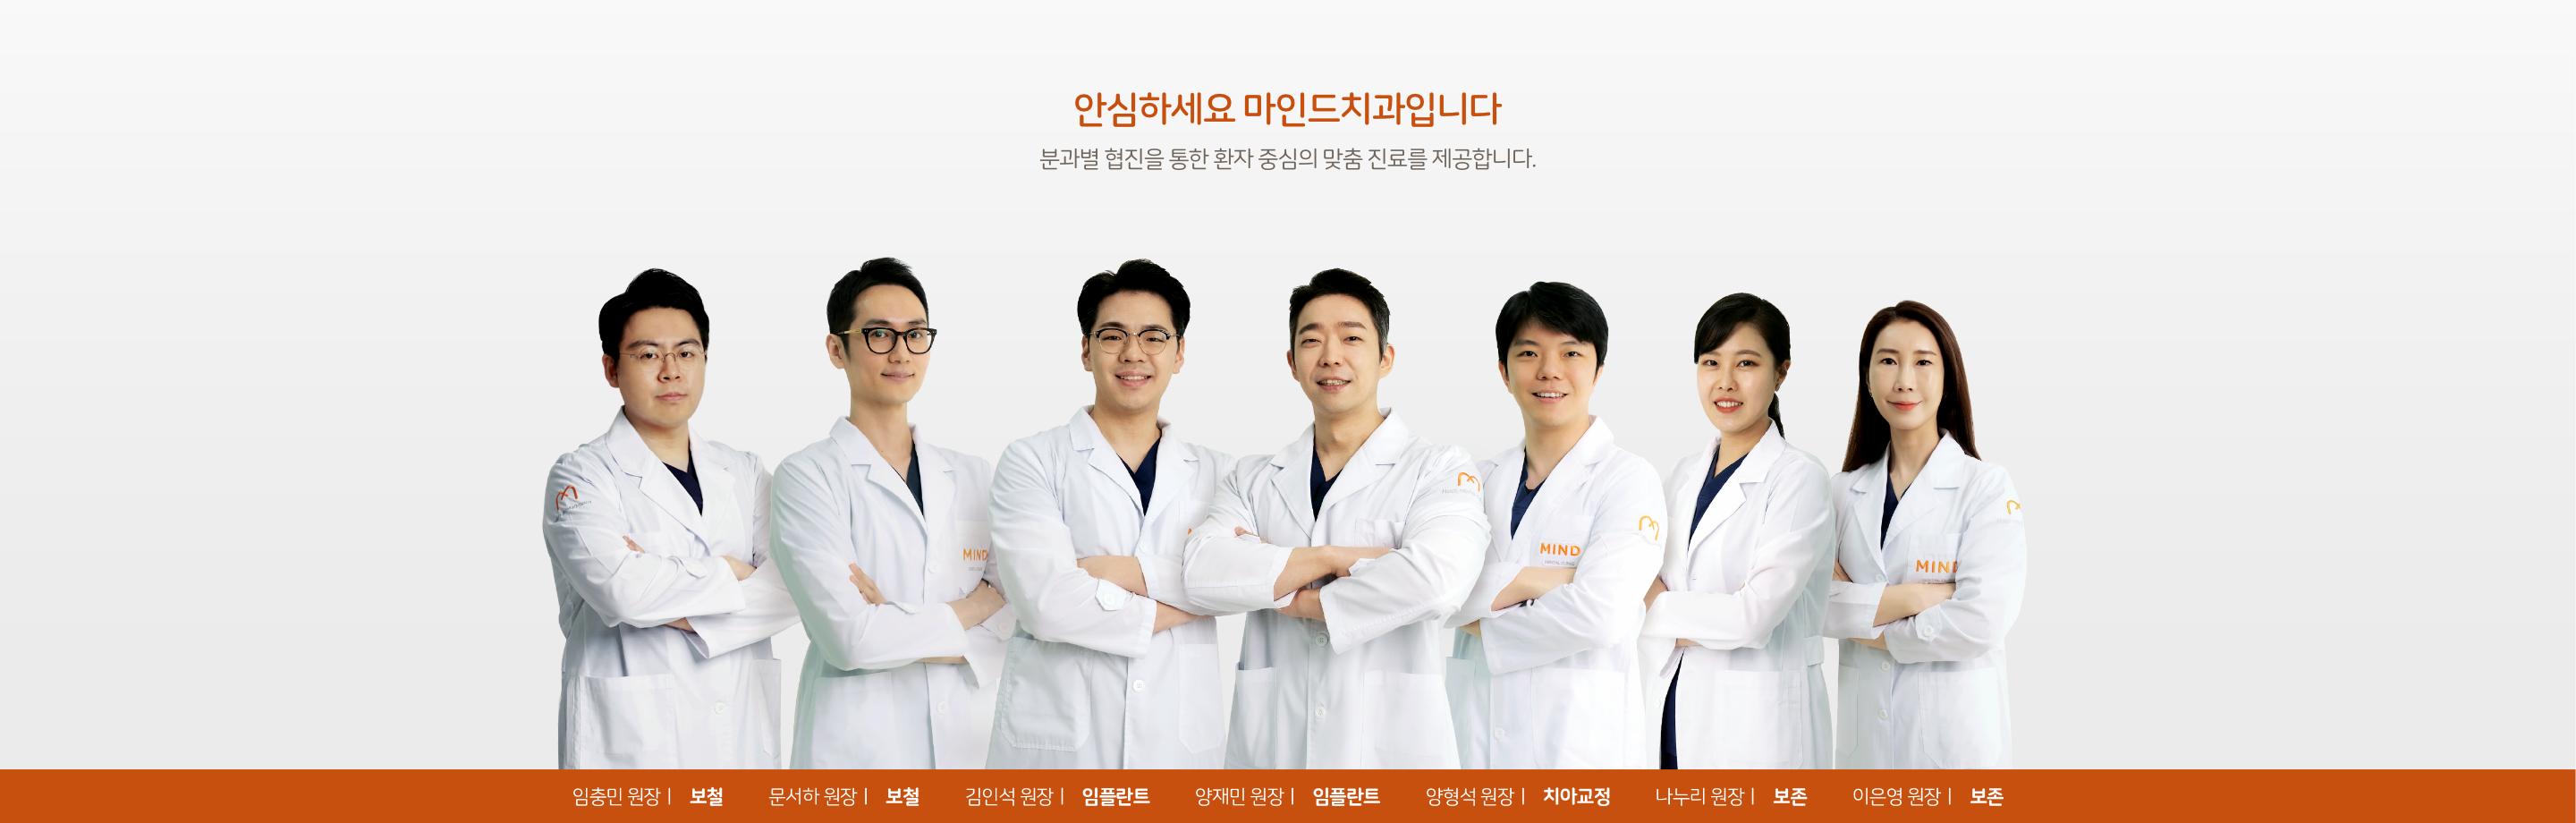 안심하세요 마인드치과입니다
분과별 협진을 통한 환자 중심의 맞춤 진료를 제공합니다.
MIND
MIND
MIND
임충민 원장 | 보철 문서하 원장 | 보철 김인석 원장 | 임플란트 양재민 원장 | 임플란트 양형석 원장 | 치아교정 나누리 원장 | 보존 이은영 원장 | 보존